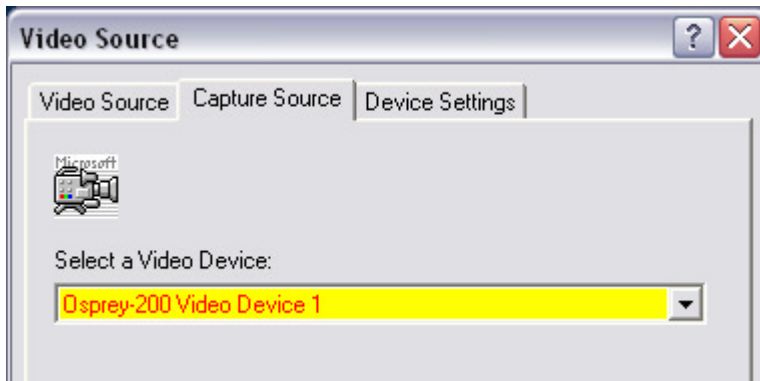 Video Source
Video Source Capture Source Device Settings
Microsoft
Select a Video Device:
Osprey-200 Video Device 1